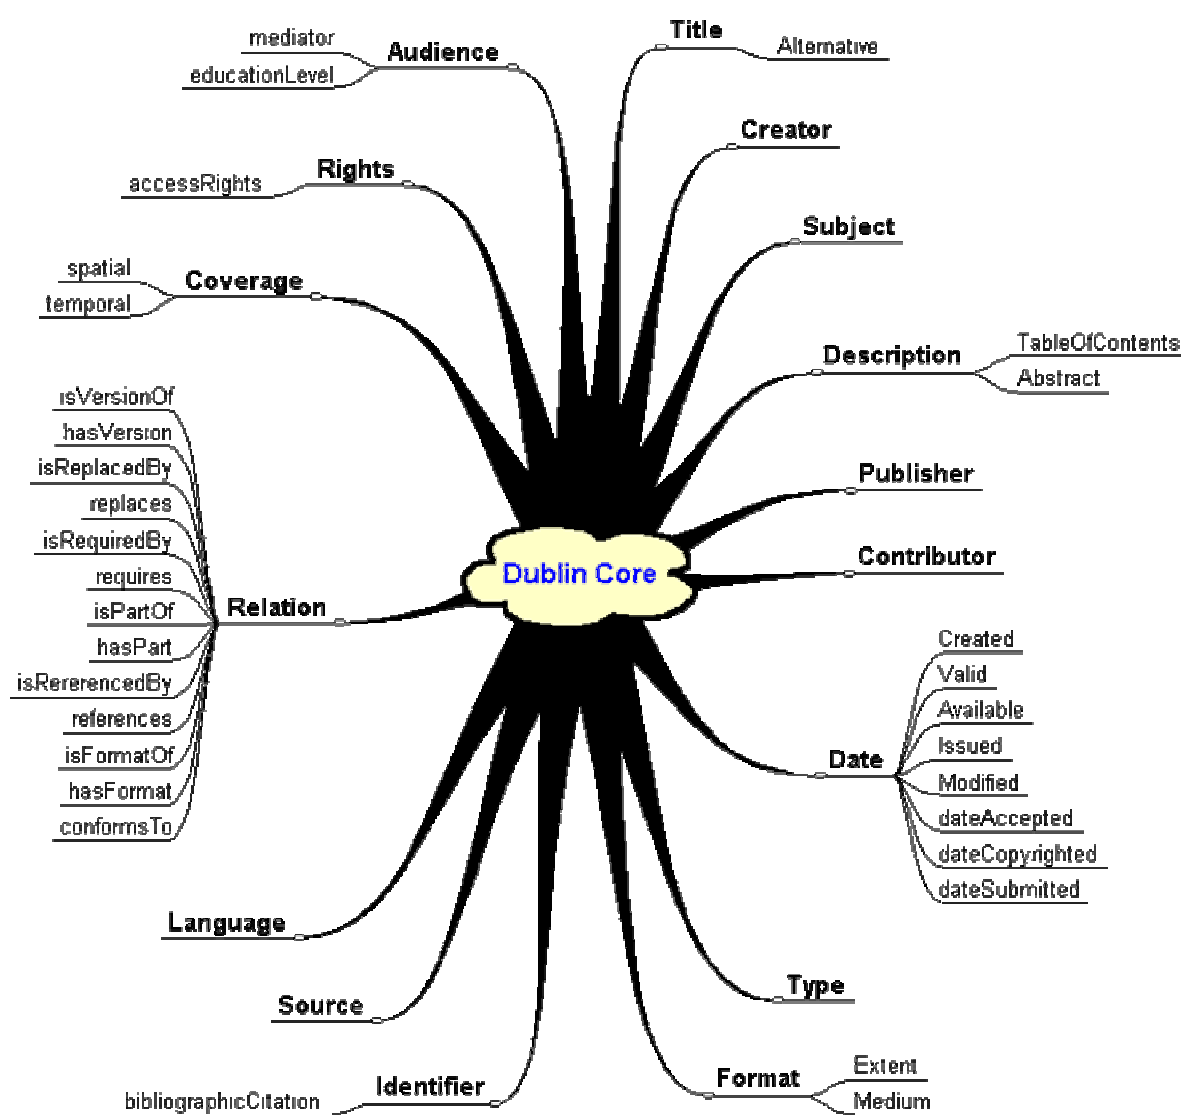 Dublin Core
Title
Alternative
Creator
Subject
Description
TableOfContents
Abstract
Publisher
Contributor
Date
Created
Valid
Available
Issued
Modified
dateAccepted
dateCopyrighted
dateSubmitted
Type
Format
Extent
Medium
Audience
mediator
educationLevel
Rights
accessRights
Coverage
spatial
temporal
Relation
isVersionOf
hasVersion
isReplacedBy
replaces
isRequiredBy
requires
isPartOf
hasPart
isRererencedBy
references
isFormatOf
hasFormat
conformsTo
Language
Source
Identifier
bibliographicCitation